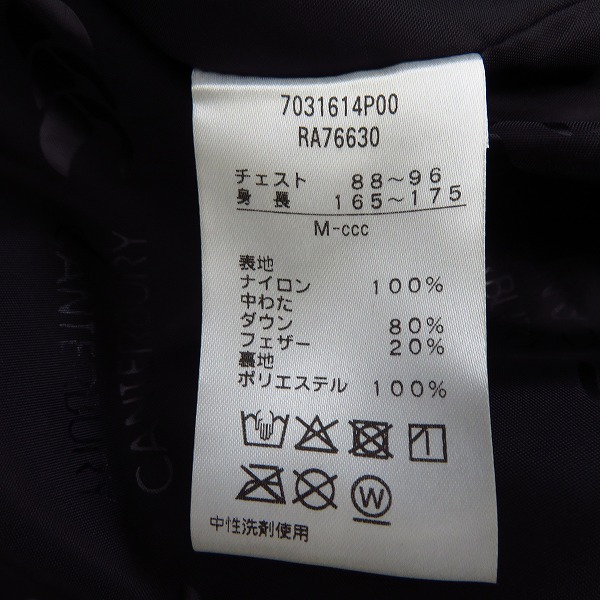 7031614P00
RA76630
チェスト 88~96
身長 165~175
M-ccc
表地
ナイロン 100%
中わた
ダウン 80%
フェザー 20%
裏地
ポリエステル 100%
W
中性洗剤使用
CANTERBURY
CANTERBURY